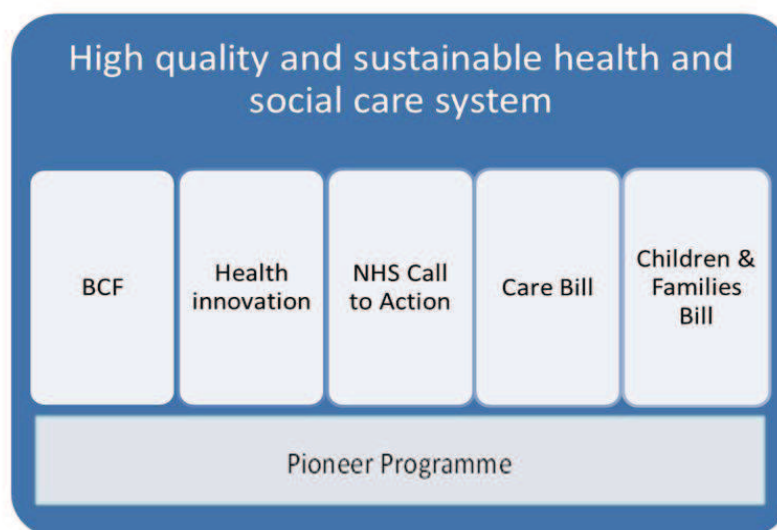 High quality and sustainable health and
social care system
BCF
Health
innovation
NHS Call
to Action
Care Bill
Children &
Families
Bill
Pioneer Programme